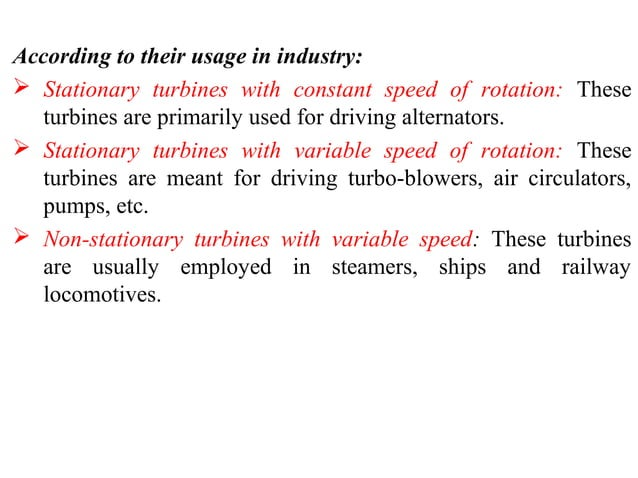 According to their usage in industry:
➢ Stationary turbines with constant speed of rotation: These
turbines are primarily used for driving alternators.
➢ Stationary turbines with variable speed of rotation: These
turbines are meant for driving turbo-blowers, air circulators,
pumps, etc.
➢ Non-stationary turbines with variable speed: These turbines
are usually employed in steamers, ships and railway
locomotives.